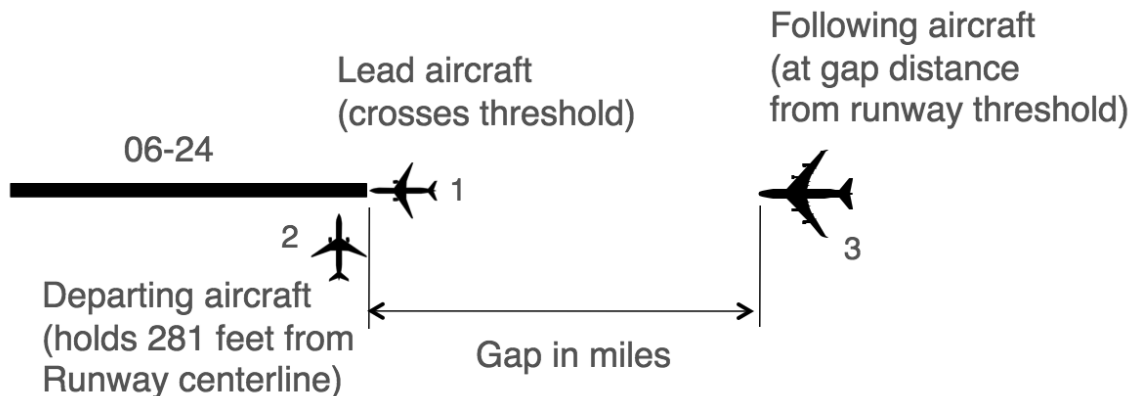 Following aircraft
(at gap distance
from runway threshold)
Lead aircraft
(crosses threshold)
06-24
1
2
3
Departing aircraft
(holds 281 feet from
Runway centerline)
Gap in miles